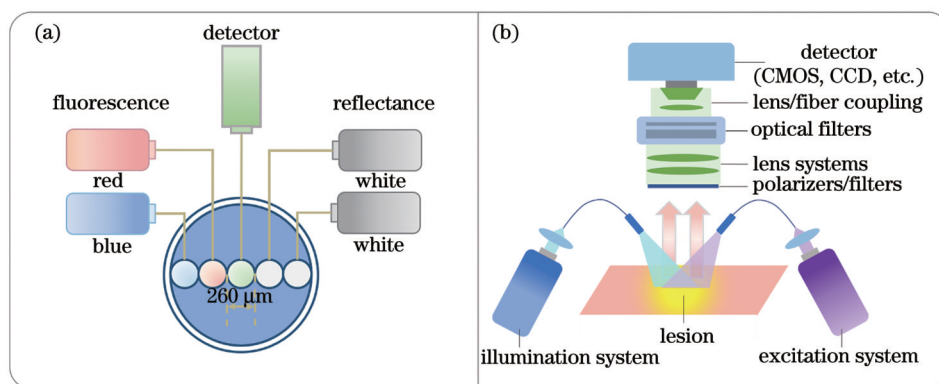 (a)
detector
fluorescence
reflectance
red
white
blue
white
260 μm
(b)
detector
(CMOS, CCD, etc.)
lens/fiber coupling
optical filters
lens systems
polarizers/filters
lesion
illumination system
excitation system